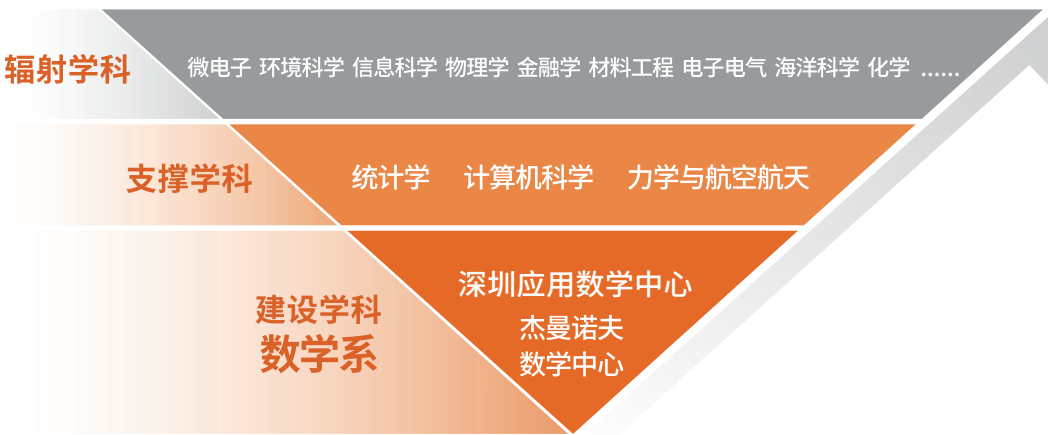 辐射学科
微电子 环境科学 信息科学 物理学 金融学 材料工程 电子电气 海洋科学 化学 ......
支撑学科
统计学 计算机科学 力学与航空航天
建设学科
数学系
深圳应用数学中心
杰曼诺夫
数学中心